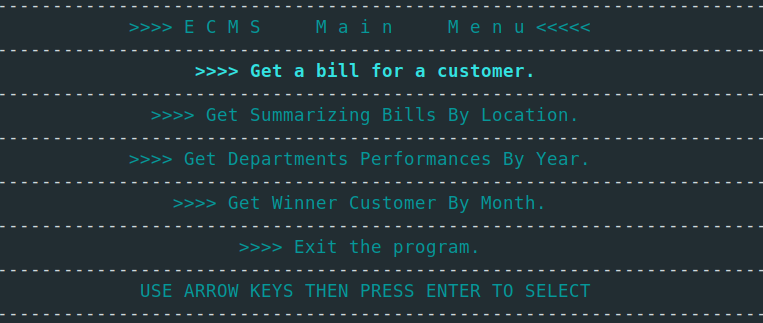 >>>> E C M S     M a i n     M e n u <<<<<
>>>> Get a bill for a customer.
>>>> Get Summarizing Bills By Location.
>>>> Get Departments Performances By Year.
>>>> Get Winner Customer By Month.
>>>> Exit the program.
USE ARROW KEYS THEN PRESS ENTER TO SELECT